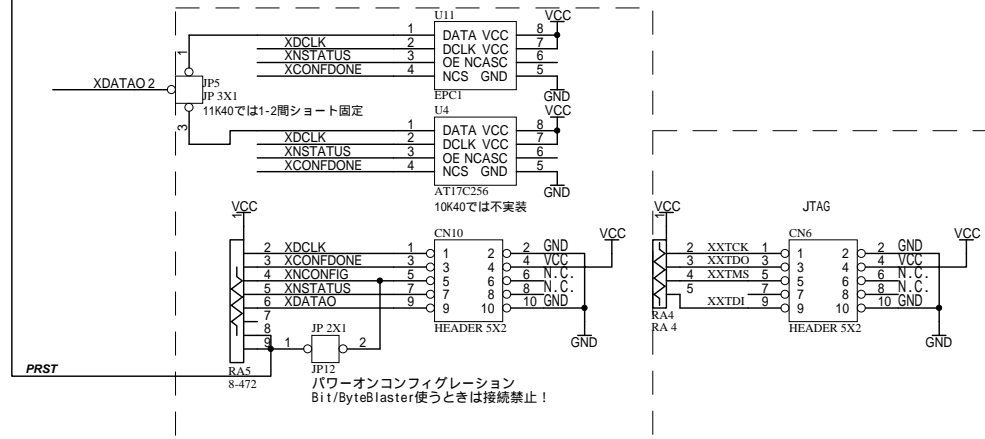 U11
VCC
1 DATA VCC 8
XDCLK 2 DCLK VCC 7
XNSTATUS 3 OE NCASC 6
XCONFDONE 4 NCS GND 5
EPC1
GND
1
XDATAO 2
JP5
JP 3X1
11K40では1-2間ショート固定
3
U4
VCC
1 DATA VCC 8
XDCLK 2 DCLK VCC 7
XNSTATUS 3 OE NCASC 6
XCONFDONE 4 NCS GND 5
AT17C256
GND
10K40では不実装
VCC
1
CN10
VCC
2 XDCLK 1 1 2 2 GND
3 XCONFDONE 3 3 4 4 VCC
4 XNCONFIG 5 5 6 6 N.C.
5 XNSTATUS 7 7 8 8 N.C.
6 XDATAO 9 9 10 10 GND
7
8
9
HEADER 5X2
GND
JP 2X1
1 2
JP12
RA5
8-472
PRST
パワーオンコンフィグレーション
Bit/ByteBlaster使うときは接続禁止！
JTAG
VCC
1
CN6
VCC
2 XXTCK 1 1 2 2 GND
3 XXTDO 3 3 4 4 VCC
4 XXTMS 5 5 6 6 N.C.
7 7 8 8 N.C.
5 XXTDI 9 9 10 10 GND
RA4
RA 4
HEADER 5X2
GND